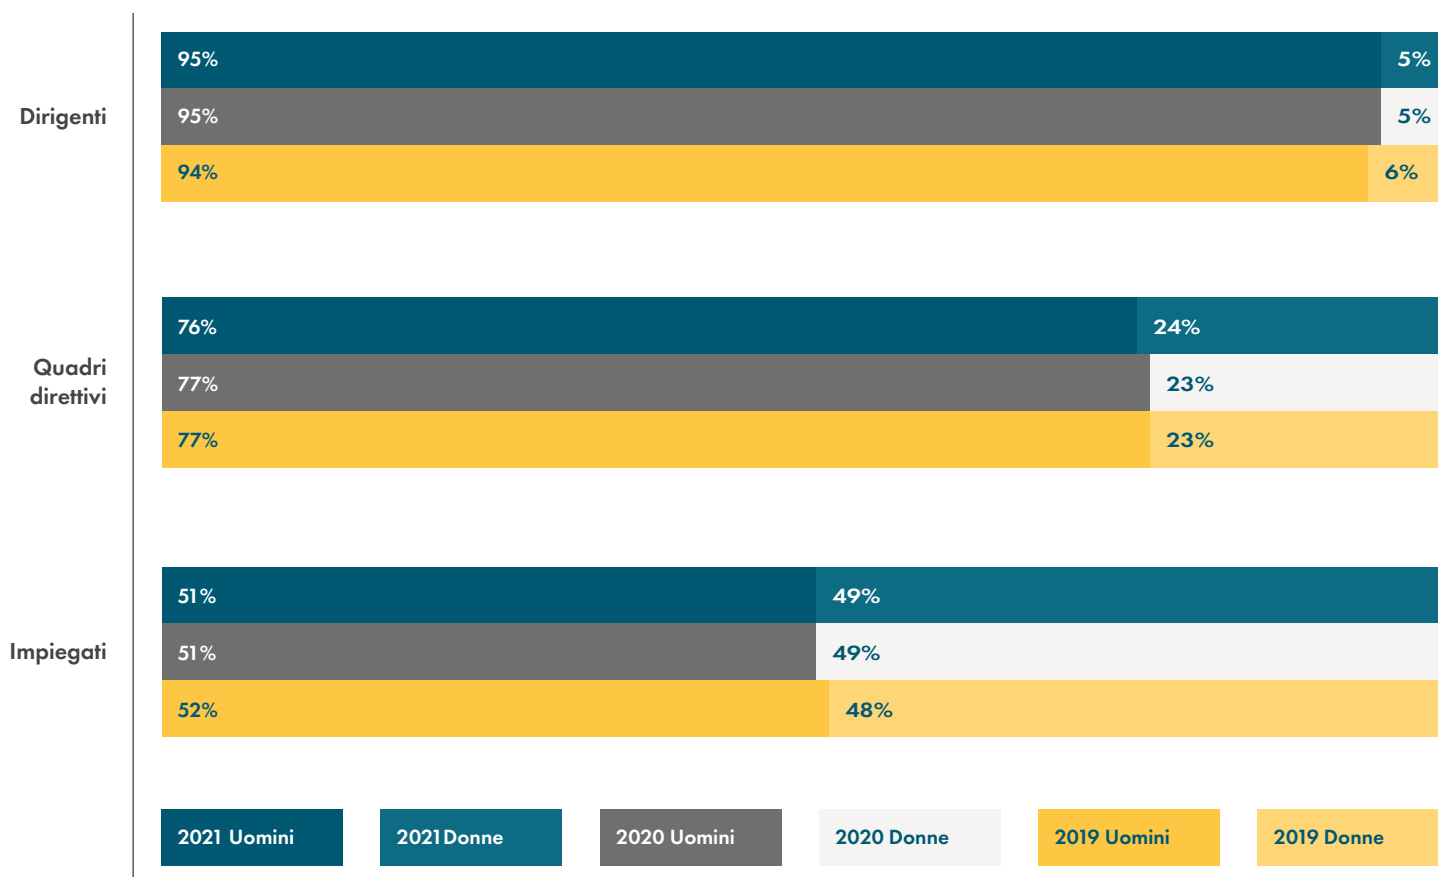 95%
5%
Dirigenti
95%
5%
94%
6%
76%
24%
Quadri
direttivi
77%
23%
77%
23%
51%
49%
Impiegati
51%
49%
52%
48%
2021 Uomini
2021 Donne
2020 Uomini
2020 Donne
2019 Uomini
2019 Donne